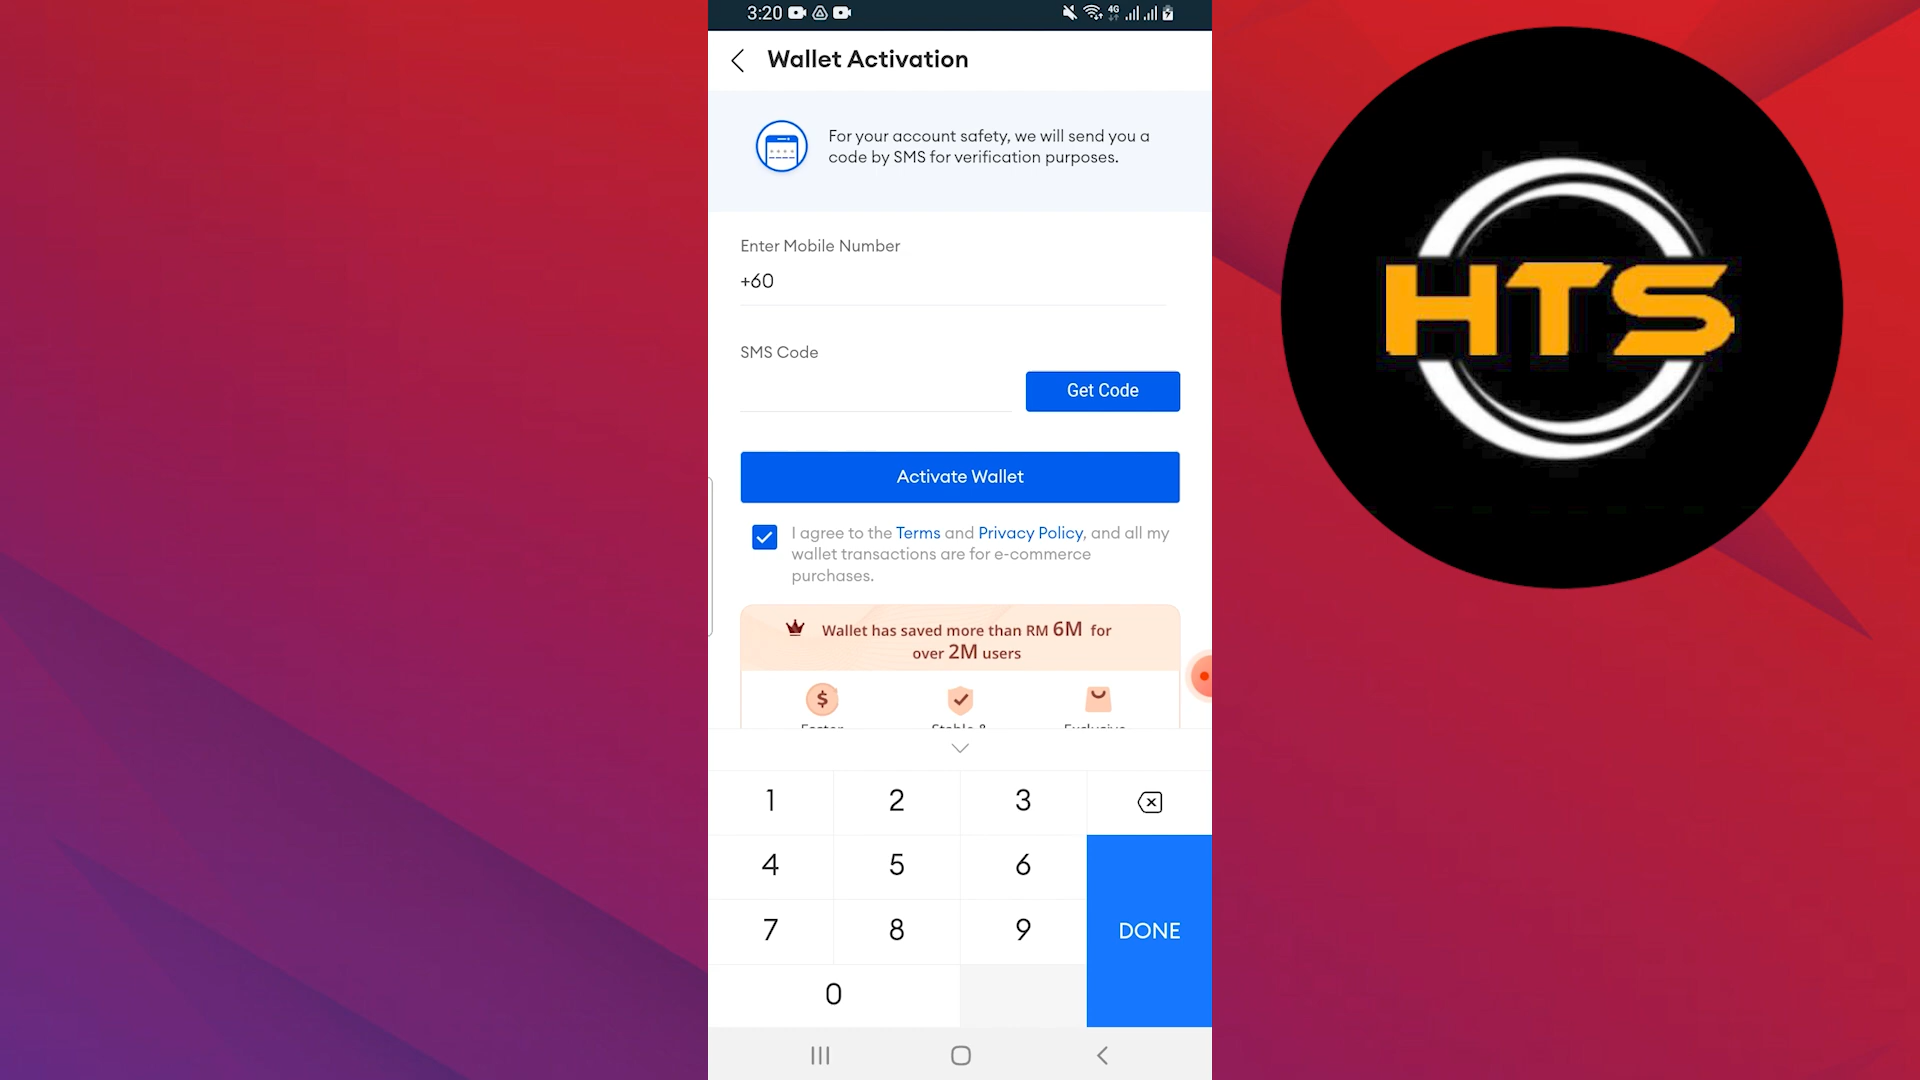 3:20
4G
Wallet Activation
For your account safety, we will send you a
code by SMS for verification purposes.
Enter Mobile Number
+60
SMS Code
Get Code
Activate Wallet
I agree to the Terms and Privacy Policy, and all my
wallet transactions are for e-commerce
purchases.
Wallet has saved more than RM 6M for
over 2M users
1 2 3
4 5 6
7 8 9
DONE
0
HTS